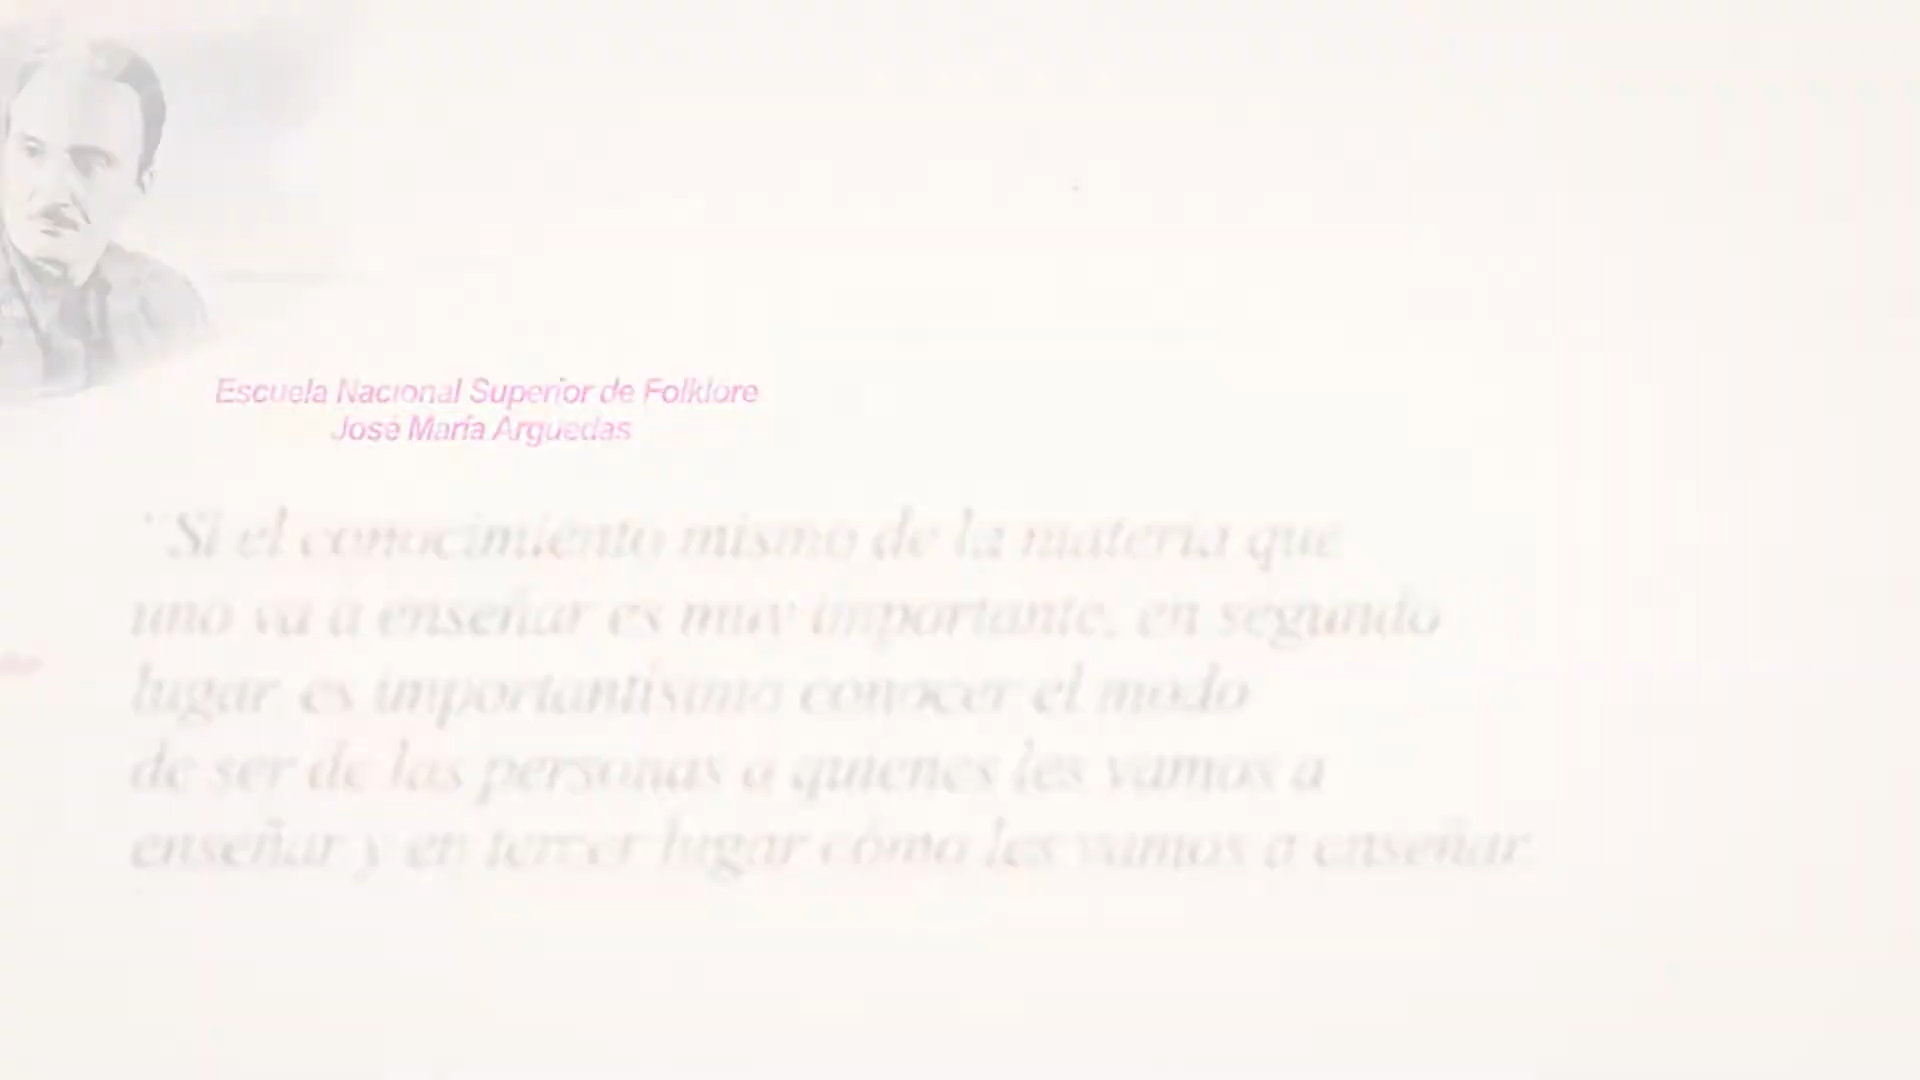 Escuela Nacional Superior de Folklore
José María Arguedas
¨Si el conocimiento mismo de la materia que
uno va a enseñar es muy importante, en segundo
lugar es importantísimo conocer el modo
de ser de las personas a quienes les vamos a
enseñar y en tercer lugar cómo les vamos a enseñar.